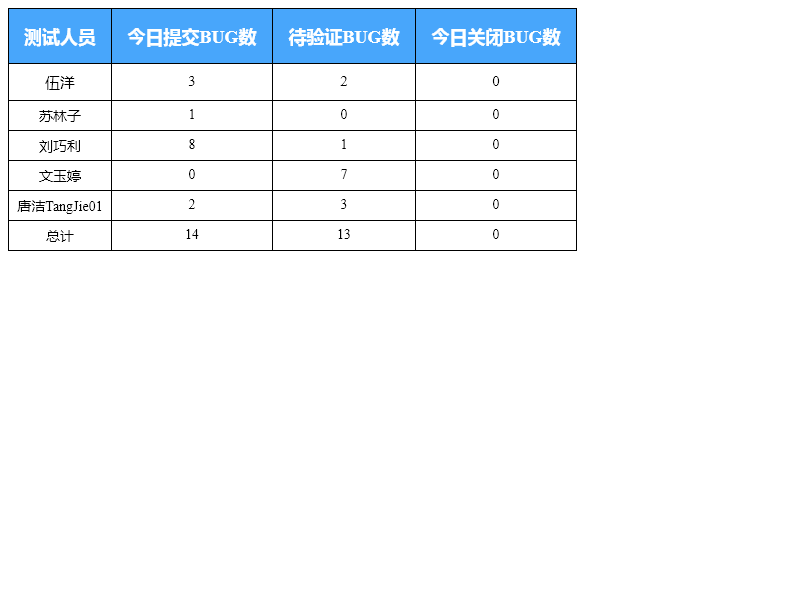 测试人员 今日提交BUG数 待验证BUG数 今日关闭BUG数
伍洋 3 2 0
苏林子 1 0 0
刘巧利 8 1 0
文玉婷 0 7 0
唐洁TangJie01 2 3 0
总计 14 13 0